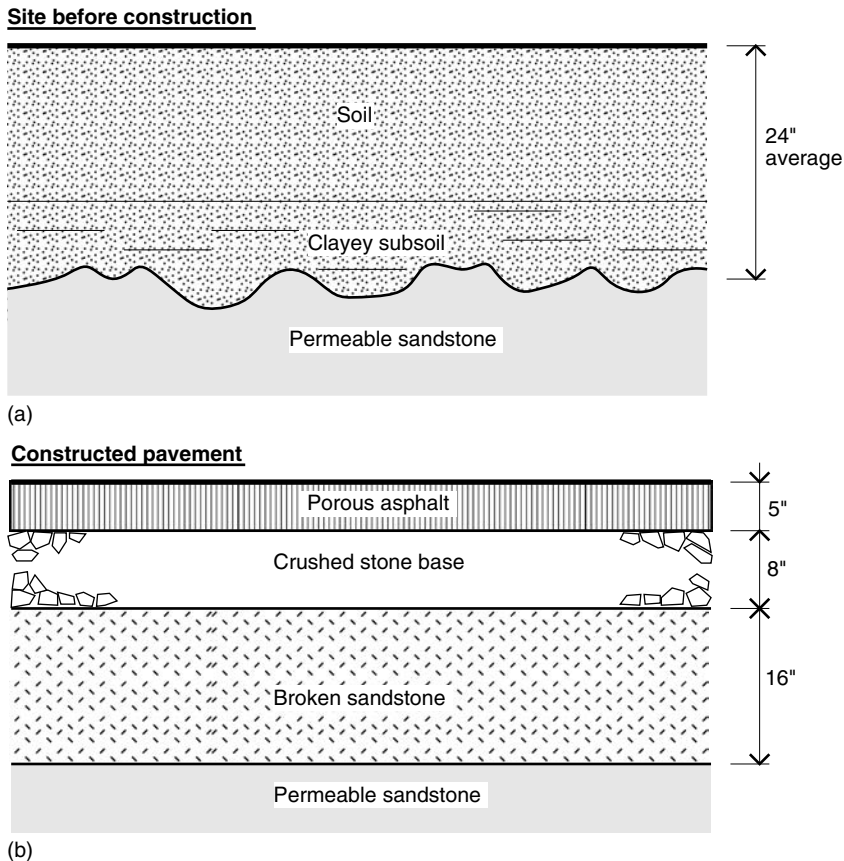 Site before construction
Soil
24"
average
Clayey subsoil
Permeable sandstone
(a)
Constructed pavement
Porous asphalt
5"
Crushed stone base
8"
Broken sandstone
16"
Permeable sandstone
(b)